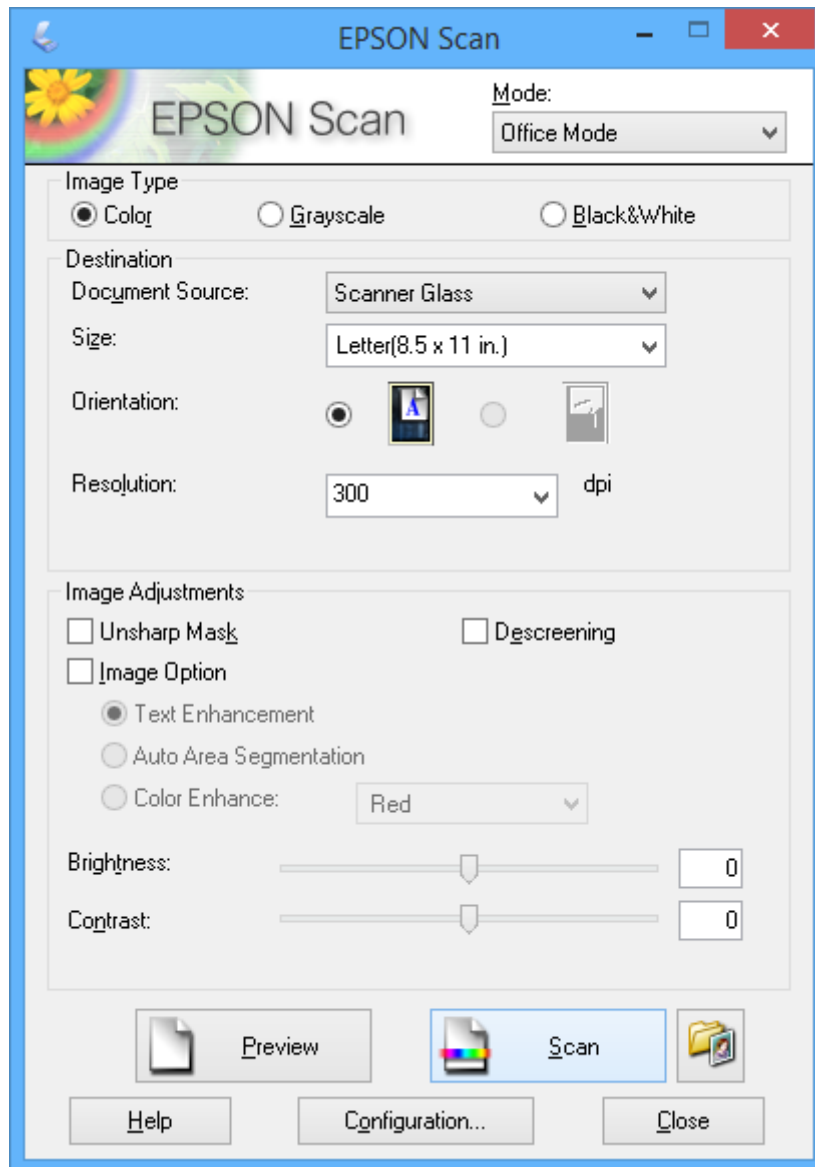 EPSON Scan
EPSON Scan
Mode:
Office Mode
Image Type
Color Grayscale Black&White
Destination
Document Source: Scanner Glass
Size: Letter(8.5 x 11 in.)
Orientation: A
Resolution: 300 dpi
Image Adjustments
Unsharp Mask Descreening
Image Option
Text Enhancement
Auto Area Segmentation
Color Enhance: Red
Brightness: 0
Contrast: 0
Preview Scan
Help Configuration... Close